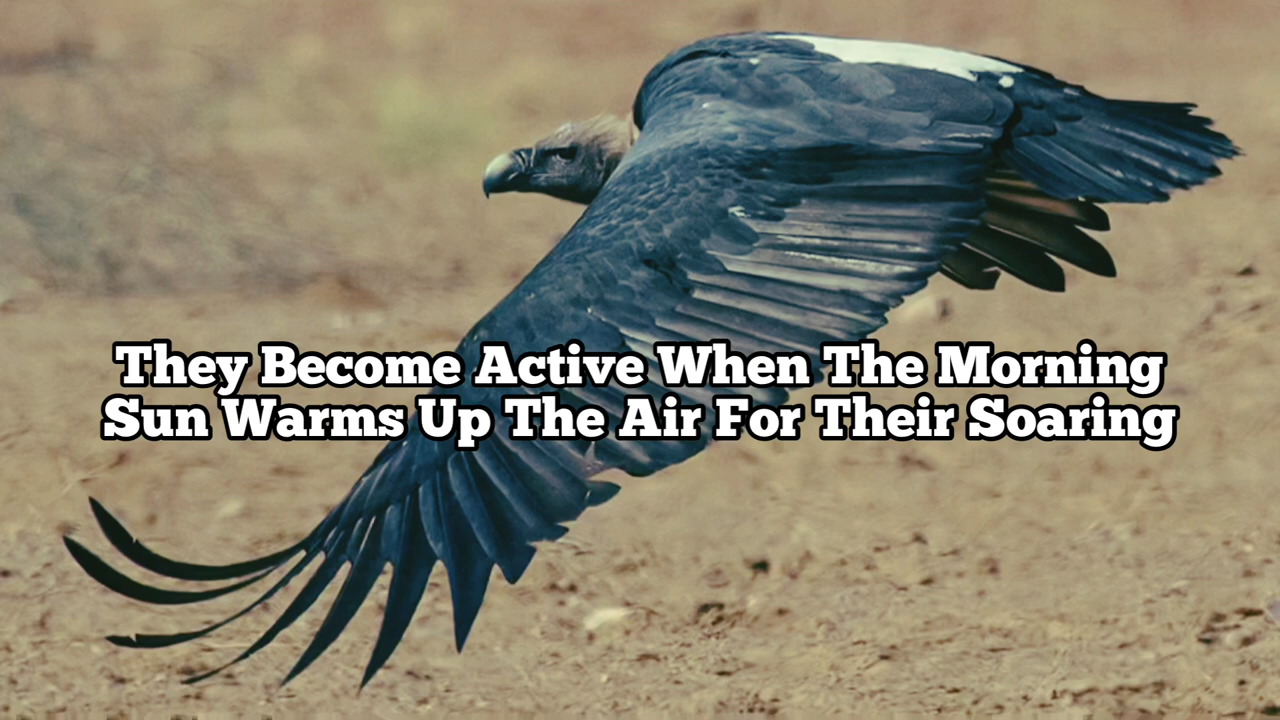 They Become Active When The Morning
Sun Warms Up The Air For Their Soaring